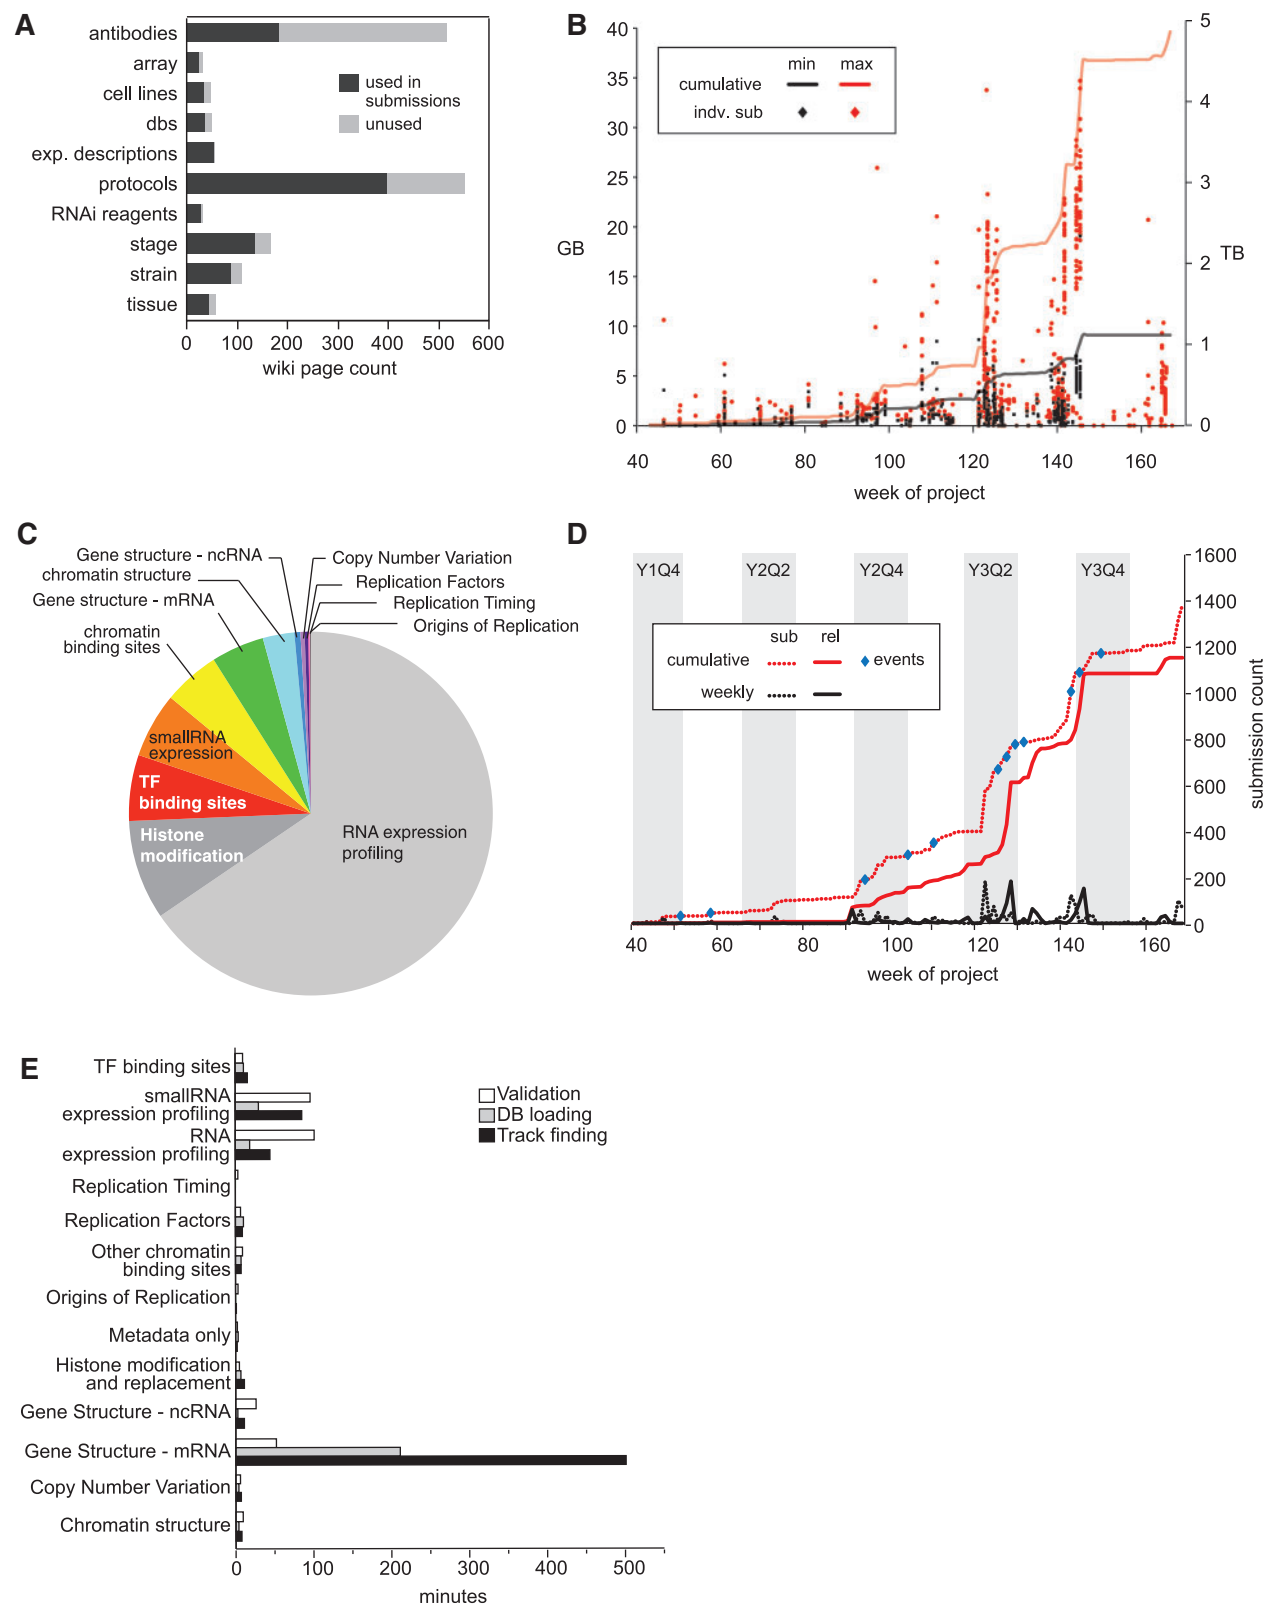 A
antibodies
array
cell lines
dbs
exp. descriptions
protocols
RNAi reagents
stage
strain
tissue
used in
submissions
unused
0 100 200 300 400 500 600
wiki page count
B
40
35
30
25
20
15
10
5
0
GB
min max
cumulative
indv. sub
5
4
3
2
1
0
TB
40 60 80 100 120 140 160
week of project
C
Gene structure - ncRNA
chromatin structure
Gene structure - mRNA
chromatin
binding sites
Copy Number Variation
Replication Factors
Replication Timing
Origins of Replication
smallRNA
expression
TF
binding sites
Histone
modification
RNA expression
profiling
D
Y1Q4 Y2Q2 Y2Q4 Y3Q2 Y3Q4
sub rel
cumulative events
weekly
1600
1400
1200
1000
800
600
400
200
0
submission count
40 60 80 100 120 140 160
week of project
E
TF binding sites
smallRNA
expression profiling
RNA
expression profiling
Replication Timing
Replication Factors
Other chromatin
binding sites
Origins of Replication
Metadata only
Histone modification
and replacement
Gene Structure - ncRNA
Gene Structure - mRNA
Copy Number Variation
Chromatin structure
Validation
DB loading
Track finding
0 100 200 300 400 500
minutes